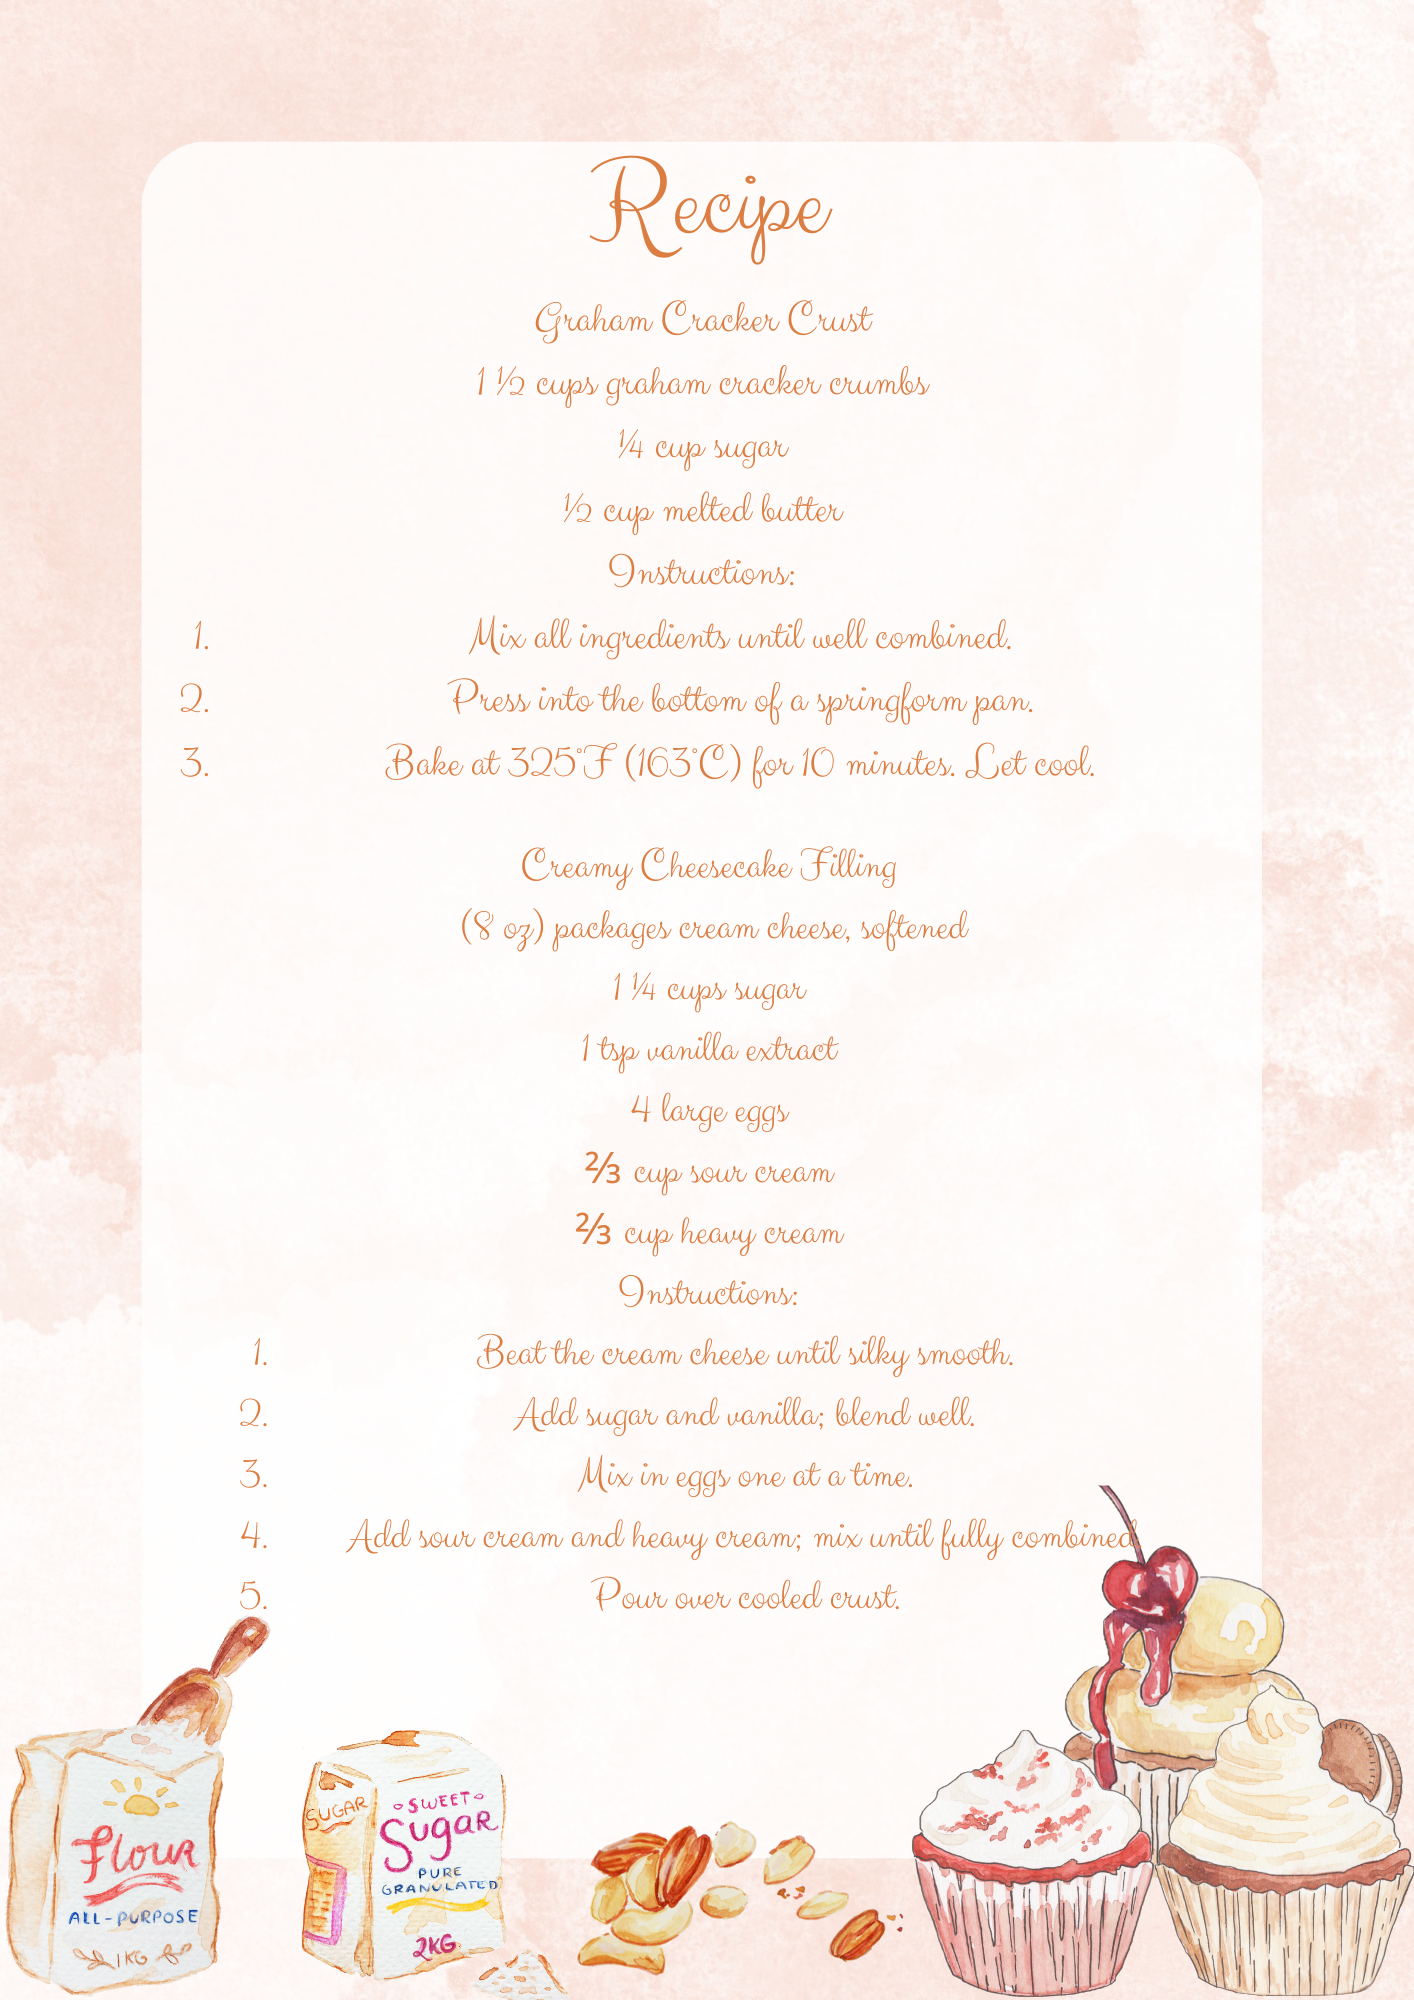 Recipe
Graham Cracker Crust
1 ½ cups graham cracker crumbs
¼ cup sugar
½ cup melted butter
Instructions:
1. Mix all ingredients until well combined.
2. Press into the bottom of a springform pan.
3. Bake at 325°F (163°C) for 10 minutes. Let cool.
Creamy Cheesecake Filling
(8 oz) packages cream cheese, softened
1 ¼ cups sugar
1 tsp vanilla extract
4 large eggs
⅔ cup sour cream
⅔ cup heavy cream
Instructions:
1. Beat the cream cheese until silky smooth.
2. Add sugar and vanilla; blend well.
3. Mix in eggs one at a time.
4. Add sour cream and heavy cream; mix until fully combined
5. Pour over cooled crust.
Flour
ALL-PURPOSE
1KG
SUGAR
SWEET
Sugar
PURE
GRANULATED
2KG